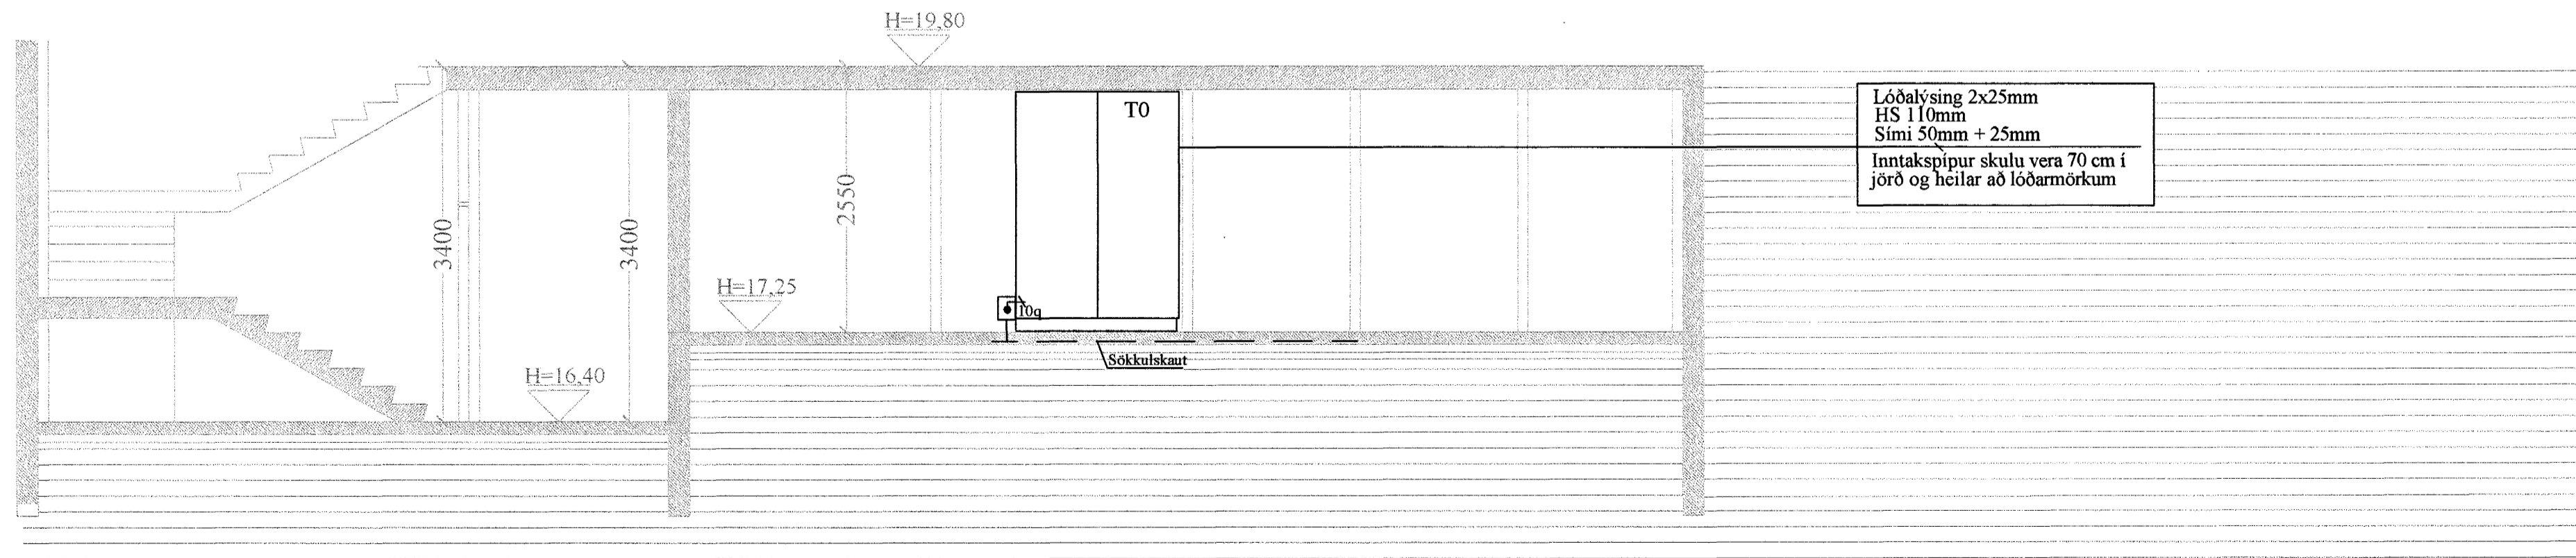 H=19,80
T0
Lóðalýsing 2x25mm
HS 110mm
Sími 50mm + 25mm
Inntakspípur skulu vera 70 cm í
jörð og heilar að lóðarmörkum
3400
3400
2550
H=17,25
10q
Sökkulskaut
H=16,40